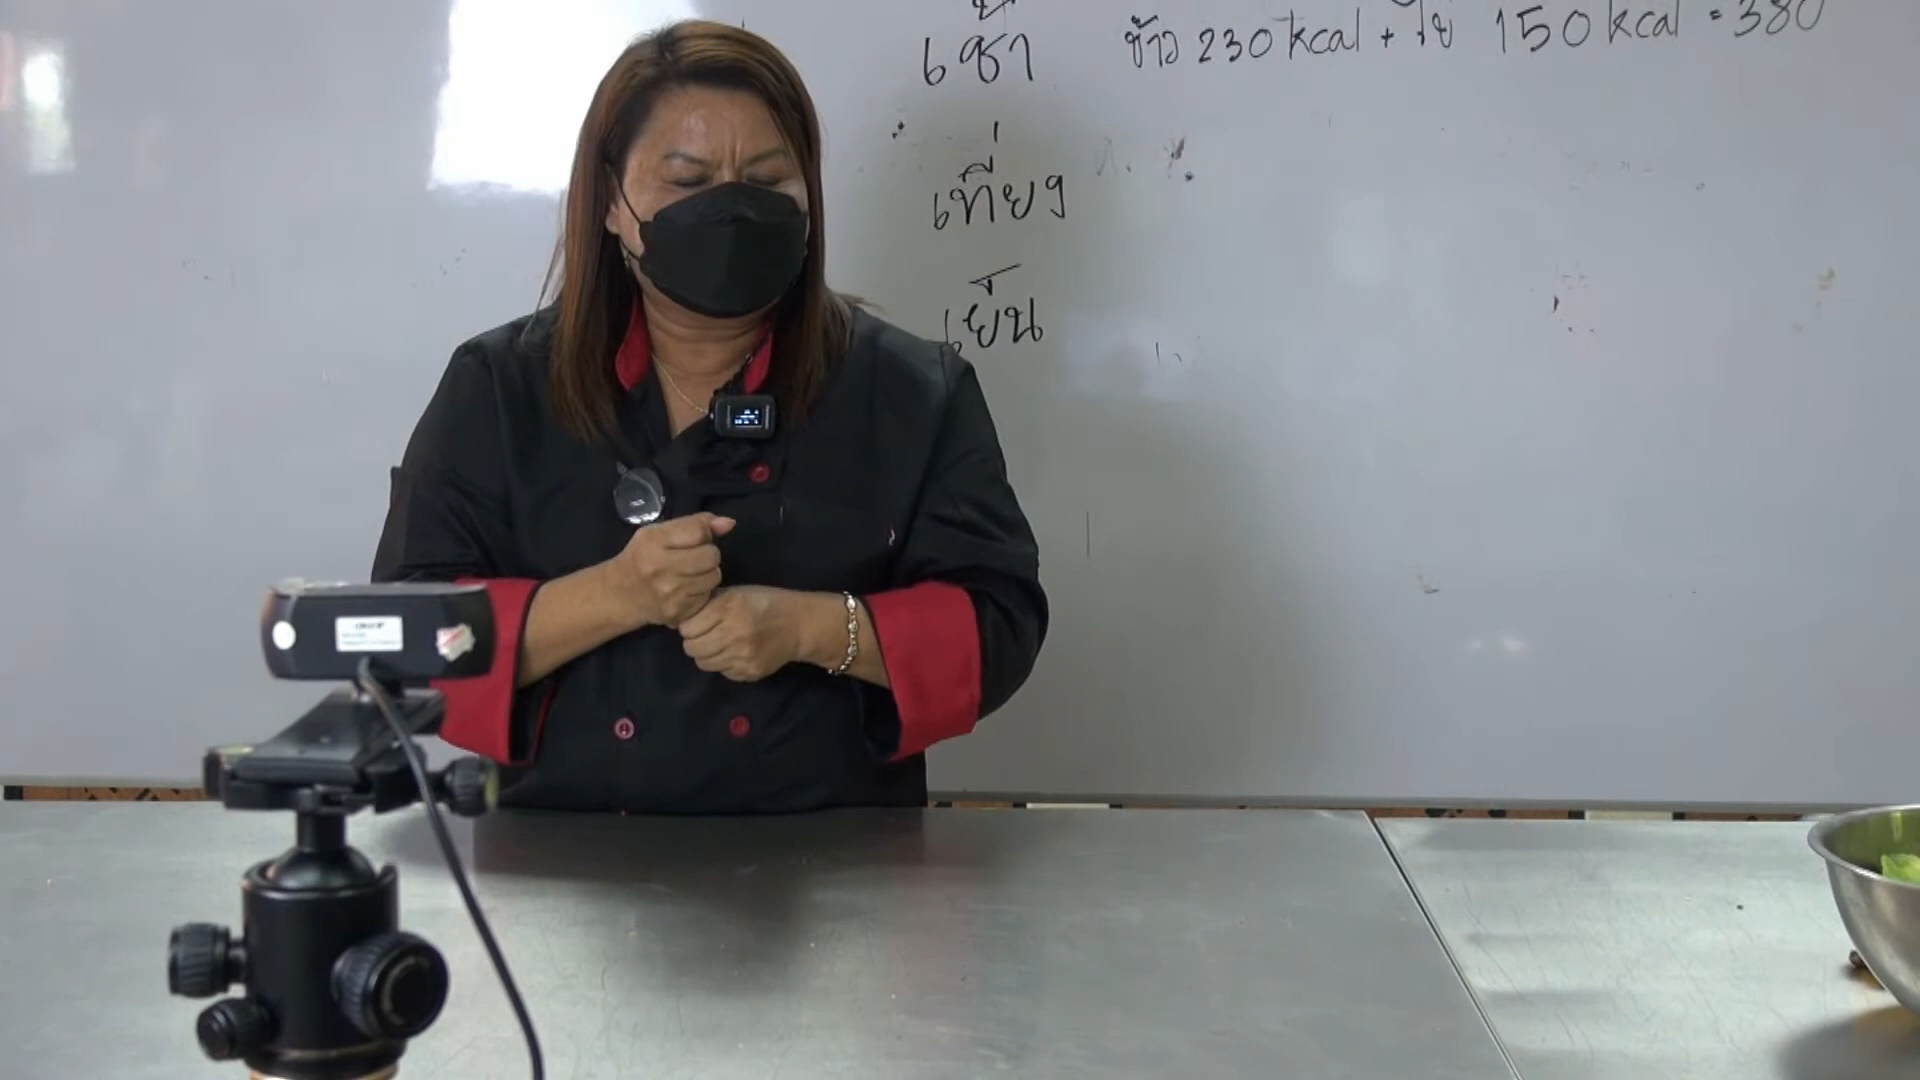 เช้า ข้าว 230 kcal + ไข่ 150 kcal = 380
เที่ยง
เย็น